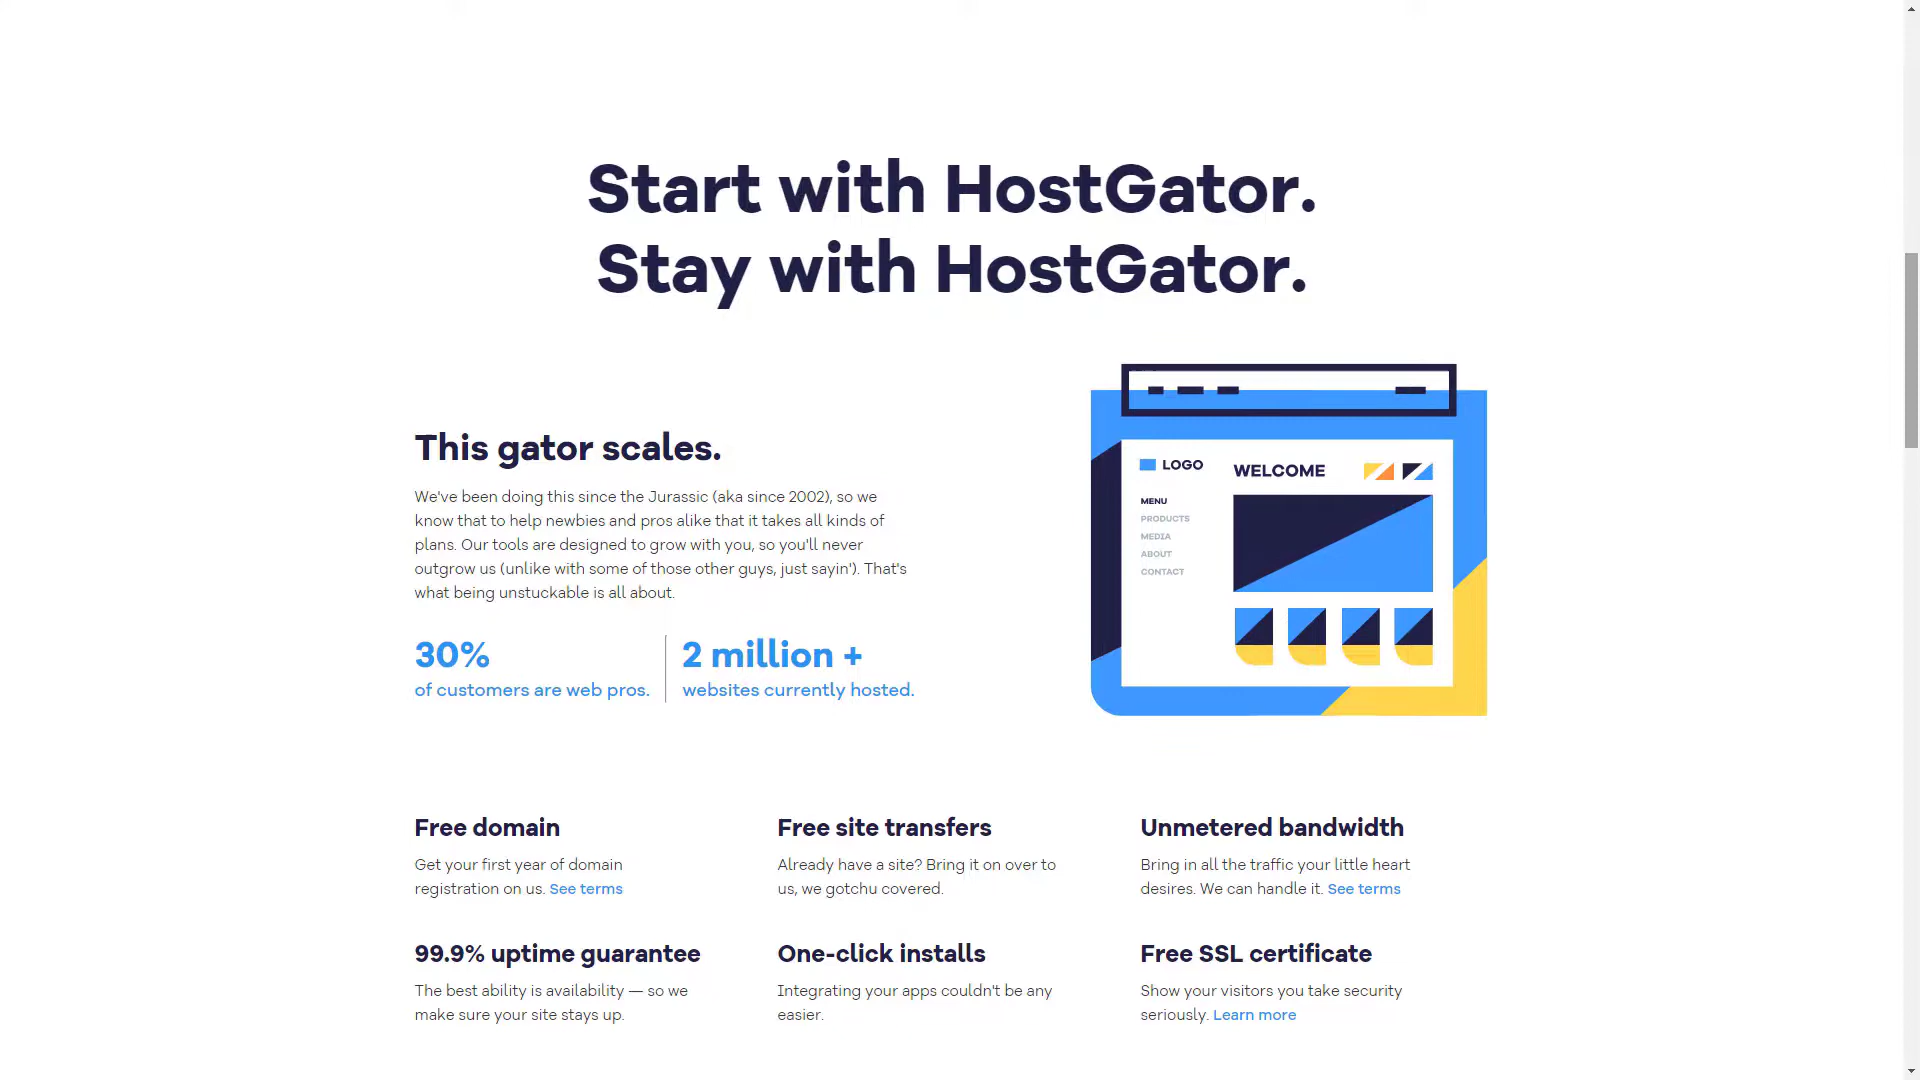 Start with HostGator.
Stay with HostGator.
This gator scales.
We've been doing this since the Jurassic (aka since 2002), so we
know that to help newbies and pros alike that it takes all kinds of
plans. Our tools are designed to grow with you, so you'll never
outgrow us (unlike with some of those other guys, just sayin'). That's
what being unstuckable is all about.
30%
of customers are web pros.
2 million +
websites currently hosted.
LOGO
WELCOME
MENU
PRODUCTS
MEDIA
ABOUT
CONTACT
Free domain
Get your first year of domain
registration on us. See terms
Free site transfers
Already have a site? Bring it on over to
us, we gotchu covered.
Unmetered bandwidth
Bring in all the traffic your little heart
desires. We can handle it. See terms
99.9% uptime guarantee
The best ability is availability — so we
make sure your site stays up.
One-click installs
Integrating your apps couldn't be any
easier.
Free SSL certificate
Show your visitors you take security
seriously. Learn more